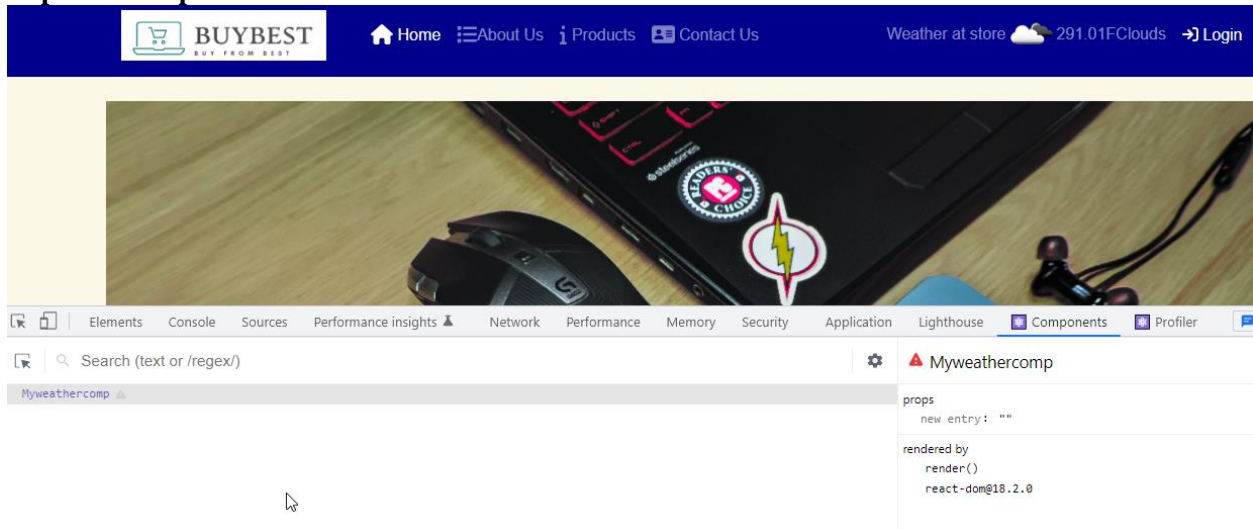 BUYBEST
BUY FROM BEST
Home About Us Products Contact Us
Weather at store 291.01FClouds Login
steelseries
READERS' CHOICE
CTRL
G
Elements Console Sources Performance insights Network Performance Memory Security Application Lighthouse Components Profiler
Search (text or /regex/)
Myweathercomp
Myweathercomp
props
new entry: ""
rendered by
render()
react-dom@18.2.0